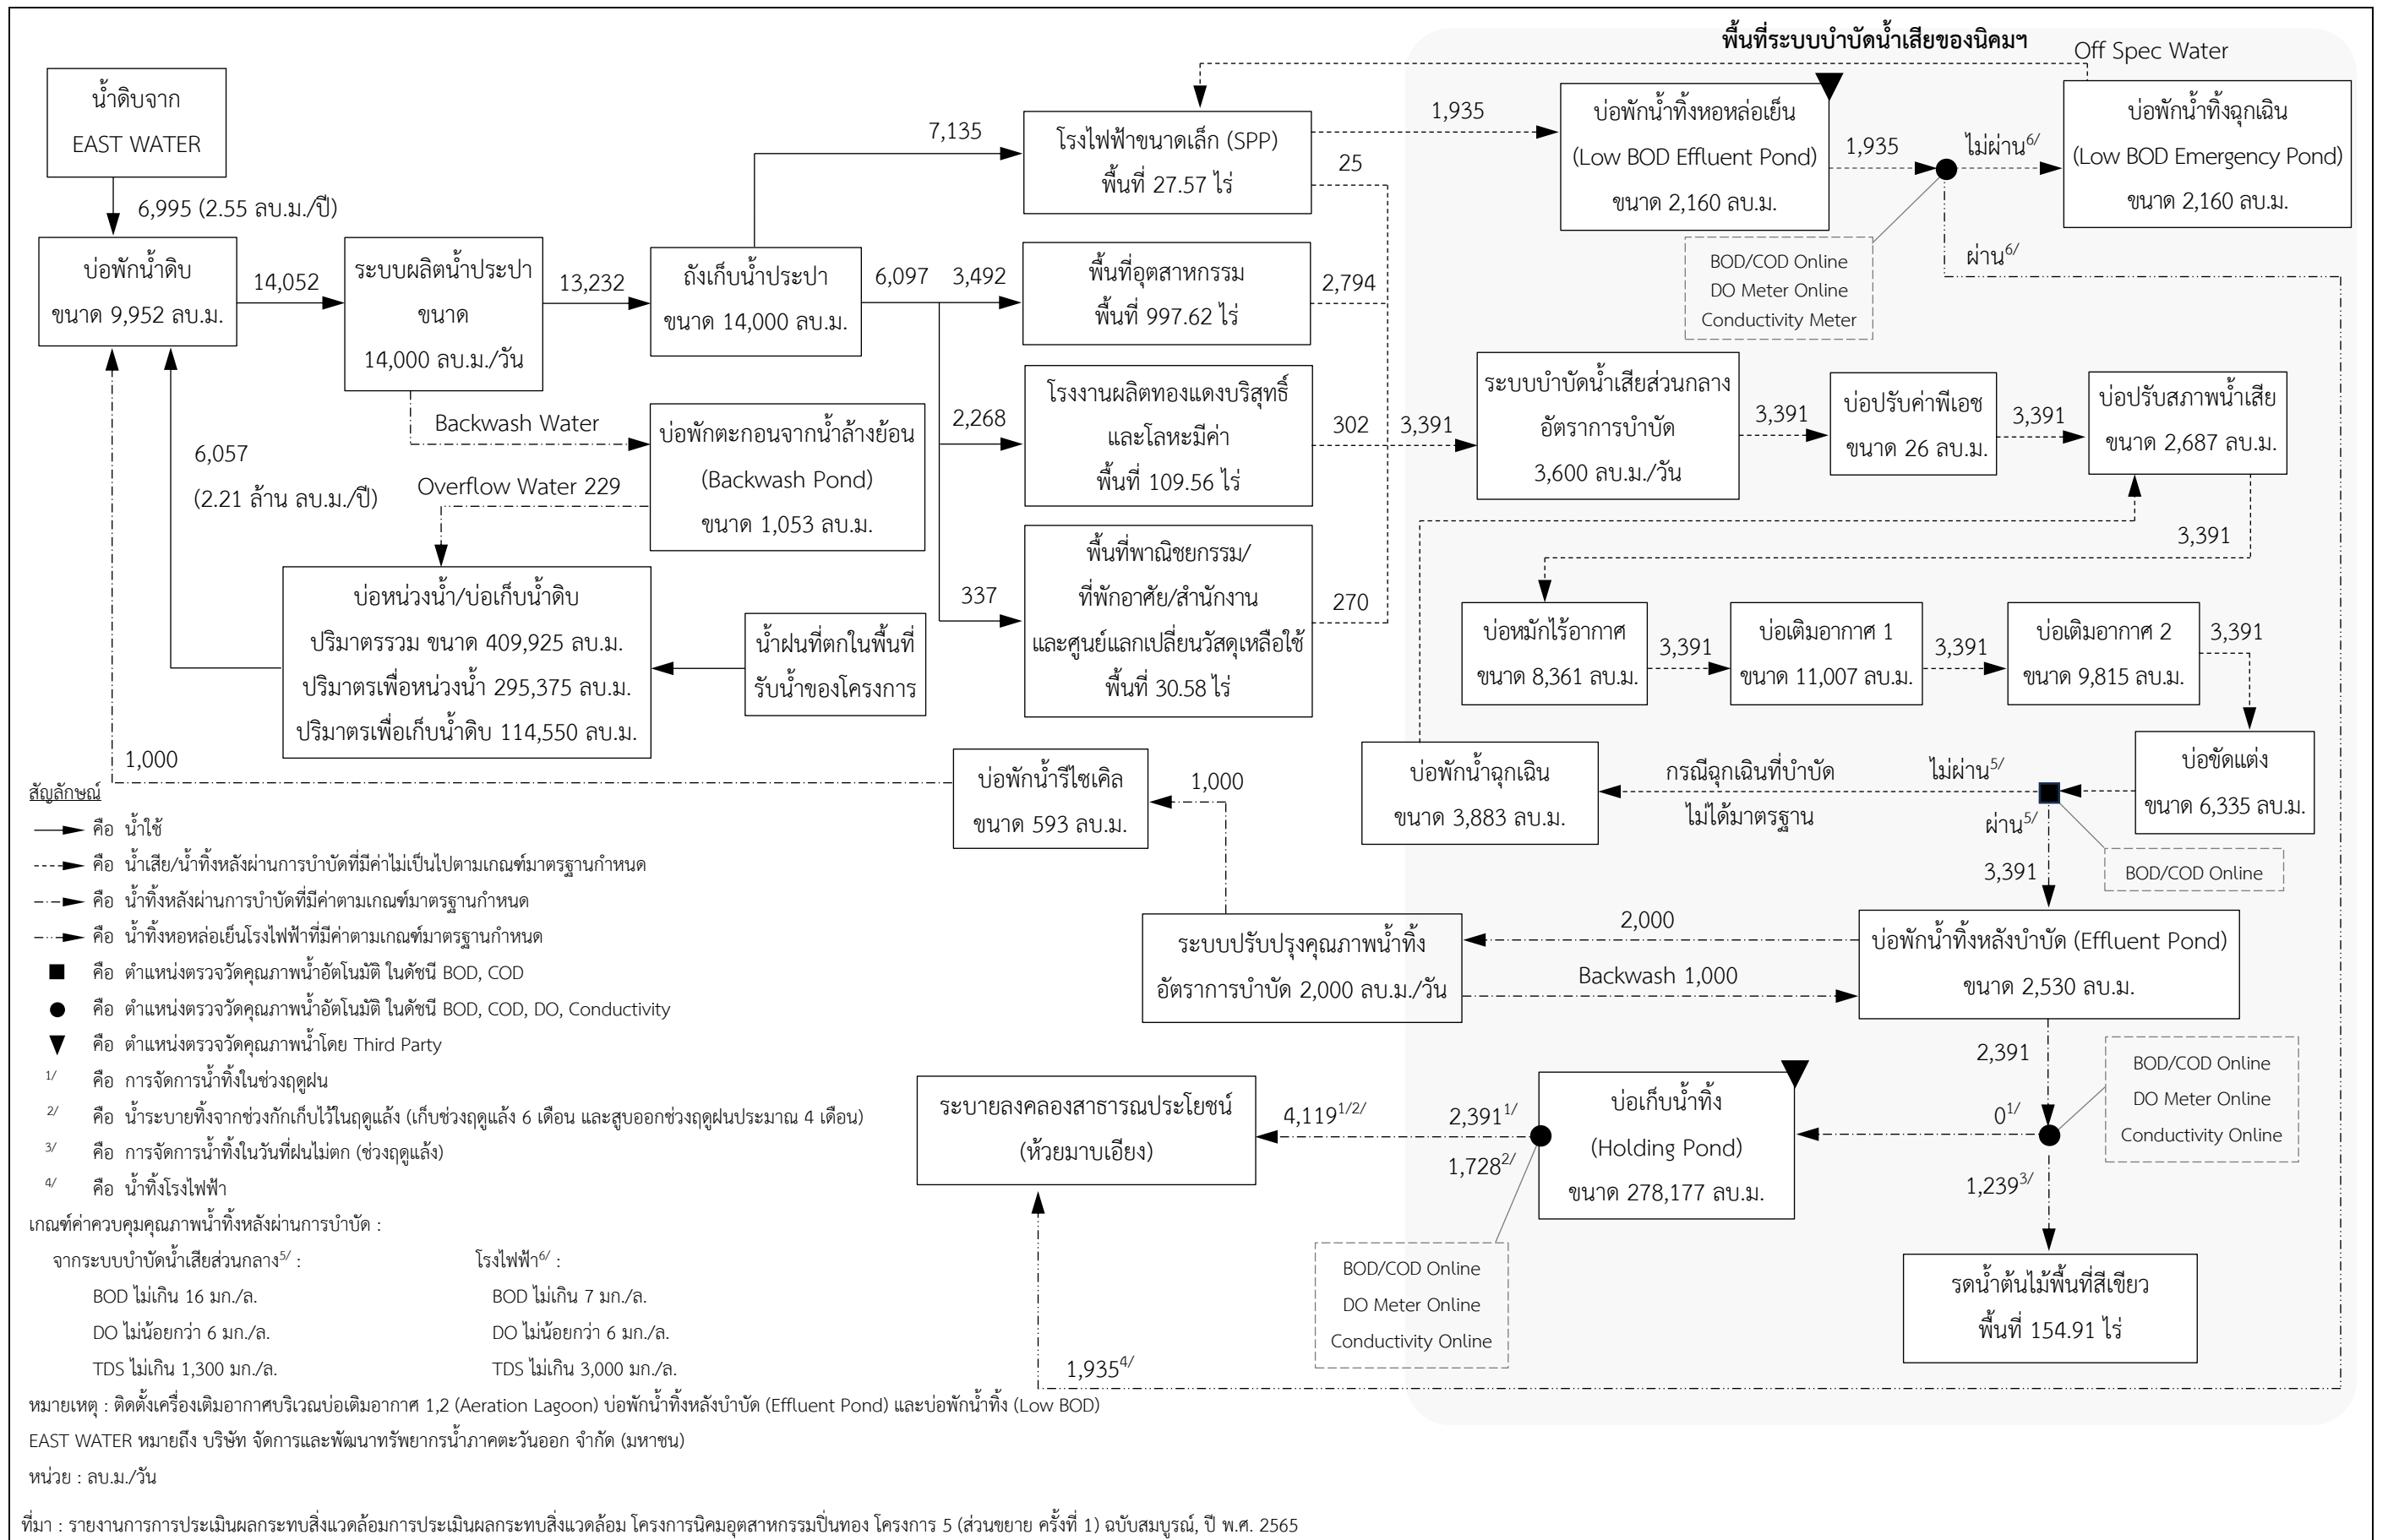 พื้นที่ระบบบำบัดน้ำเสียของนิคมฯ
Off Spec Water
น้ำดิบจาก
EAST WATER
6,995 (2.55 ลบ.ม./ปี)
บ่อพักน้ำดิบ
ขนาด 9,952 ลบ.ม.
14,052
ระบบผลิตน้ำประปา
ขนาด
14,000 ลบ.ม./วัน
13,232
ถังเก็บน้ำประปา
ขนาด 14,000 ลบ.ม.
7,135
6,097
3,492
2,268
337
โรงไฟฟ้าขนาดเล็ก (SPP)
พื้นที่ 27.57 ไร่
1,935
25
พื้นที่อุตสาหกรรม
พื้นที่ 997.62 ไร่
2,794
โรงงานผลิตทองแดงบริสุทธิ์
และโลหะมีค่า
พื้นที่ 109.56 ไร่
302
พื้นที่พาณิชยกรรม/
ที่พักอาศัย/สำนักงาน
และศูนย์แลกเปลี่ยนวัสดุเหลือใช้
พื้นที่ 30.58 ไร่
270
Backwash Water
บ่อพักตะกอนจากน้ำล้างย้อน
(Backwash Pond)
ขนาด 1,053 ลบ.ม.
Overflow Water 229
6,057
(2.21 ล้าน ลบ.ม./ปี)
บ่อหน่วงน้ำ/บ่อเก็บน้ำดิบ
ปริมาตรรวม ขนาด 409,925 ลบ.ม.
ปริมาตรเพื่อหน่วงน้ำ 295,375 ลบ.ม.
ปริมาตรเพื่อเก็บน้ำดิบ 114,550 ลบ.ม.
น้ำฝนที่ตกในพื้นที่
รับน้ำของโครงการ
บ่อพักน้ำทิ้งหอหล่อเย็น
(Low BOD Effluent Pond)
ขนาด 2,160 ลบ.ม.
1,935
ไม่ผ่าน6/
บ่อพักน้ำทิ้งฉุกเฉิน
(Low BOD Emergency Pond)
ขนาด 2,160 ลบ.ม.
ผ่าน6/
BOD/COD Online
DO Meter Online
Conductivity Meter
3,391
ระบบบำบัดน้ำเสียส่วนกลาง
อัตราการบำบัด
3,600 ลบ.ม./วัน
3,391
บ่อปรับค่าพีเอช
ขนาด 26 ลบ.ม.
3,391
บ่อปรับสภาพน้ำเสีย
ขนาด 2,687 ลบ.ม.
3,391
บ่อหมักไร้อากาศ
ขนาด 8,361 ลบ.ม.
3,391
บ่อเติมอากาศ 1
ขนาด 11,007 ลบ.ม.
3,391
บ่อเติมอากาศ 2
ขนาด 9,815 ลบ.ม.
3,391
บ่อขัดแต่ง
ขนาด 6,335 ลบ.ม.
บ่อพักน้ำฉุกเฉิน
ขนาด 3,883 ลบ.ม.
กรณีฉุกเฉินที่บำบัด
ไม่ได้มาตรฐาน
ไม่ผ่าน5/
ผ่าน5/
BOD/COD Online
3,391
1,000
บ่อพักน้ำรีไซเคิล
ขนาด 593 ลบ.ม.
1,000
ระบบปรับปรุงคุณภาพน้ำทิ้ง
อัตราการบำบัด 2,000 ลบ.ม./วัน
2,000
Backwash 1,000
บ่อพักน้ำทิ้งหลังบำบัด (Effluent Pond)
ขนาด 2,530 ลบ.ม.
2,391
BOD/COD Online
DO Meter Online
Conductivity Online
ระบายลงคลองสาธารณประโยชน์
(ห้วยมาบเอียง)
4,119 1/2/
2,391 1/
1,728 2/
บ่อเก็บน้ำทิ้ง
(Holding Pond)
ขนาด 278,177 ลบ.ม.
0 1/
1,239 3/
BOD/COD Online
DO Meter Online
Conductivity Online
รดน้ำต้นไม้พื้นที่สีเขียว
พื้นที่ 154.91 ไร่
1,935 4/
สัญลักษณ์
คือ น้ำใช้
คือ น้ำเสีย/น้ำทิ้งหลังผ่านการบำบัดที่มีค่าไม่เป็นไปตามเกณฑ์มาตรฐานกำหนด
คือ น้ำทิ้งหลังผ่านการบำบัดที่มีค่าตามเกณฑ์มาตรฐานกำหนด
คือ น้ำทิ้งหอหล่อเย็นโรงไฟฟ้าที่มีค่าตามเกณฑ์มาตรฐานกำหนด
คือ ตำแหน่งตรวจวัดคุณภาพน้ำอัตโนมัติ ในดัชนี BOD, COD
คือ ตำแหน่งตรวจวัดคุณภาพน้ำอัตโนมัติ ในดัชนี BOD, COD, DO, Conductivity
คือ ตำแหน่งตรวจวัดคุณภาพน้ำโดย Third Party
1/ คือ การจัดการน้ำทิ้งในช่วงฤดูฝน
2/ คือ น้ำระบายทิ้งจากช่วงกักเก็บไว้ในฤดูแล้ง (เก็บช่วงฤดูแล้ง 6 เดือน และสูบออกช่วงฤดูฝนประมาณ 4 เดือน)
3/ คือ การจัดการน้ำทิ้งในวันที่ฝนไม่ตก (ช่วงฤดูแล้ง)
4/ คือ น้ำทิ้งโรงไฟฟ้า
เกณฑ์ค่าควบคุมคุณภาพน้ำทิ้งหลังผ่านการบำบัด :
จากระบบบำบัดน้ำเสียส่วนกลาง5/ : โรงไฟฟ้า6/ :
BOD ไม่เกิน 16 มก./ล. BOD ไม่เกิน 7 มก./ล.
DO ไม่น้อยกว่า 6 มก./ล. DO ไม่น้อยกว่า 6 มก./ล.
TDS ไม่เกิน 1,300 มก./ล. TDS ไม่เกิน 3,000 มก./ล.
หมายเหตุ : ติดตั้งเครื่องเติมอากาศบริเวณบ่อเติมอากาศ 1,2 (Aeration Lagoon) บ่อพักน้ำทิ้งหลังบำบัด (Effluent Pond) และบ่อพักน้ำทิ้ง (Low BOD)
EAST WATER หมายถึง บริษัท จัดการและพัฒนาทรัพยากรน้ำภาคตะวันออก จำกัด (มหาชน)
หน่วย : ลบ.ม./วัน
ที่มา : รายงานการการประเมินผลกระทบสิ่งแวดล้อมการประเมินผลกระทบสิ่งแวดล้อม โครงการนิคมอุตสาหกรรมปิ่นทอง โครงการ 5 (ส่วนขยาย ครั้งที่ 1) ฉบับสมบูรณ์, ปี พ.ศ. 2565